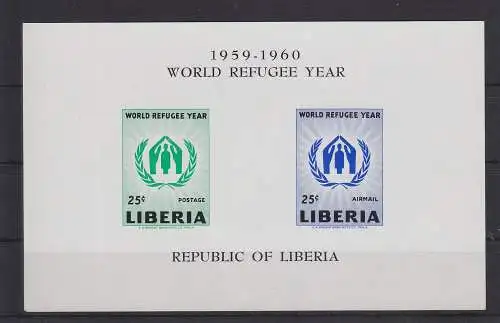 1959-1960
WORLD REFUGEE YEAR
WORLD REFUGEE YEAR
25¢ POSTAGE
LIBERIA
WORLD REFUGEE YEAR
25¢ AIRMAIL
LIBERIA
REPUBLIC OF LIBERIA